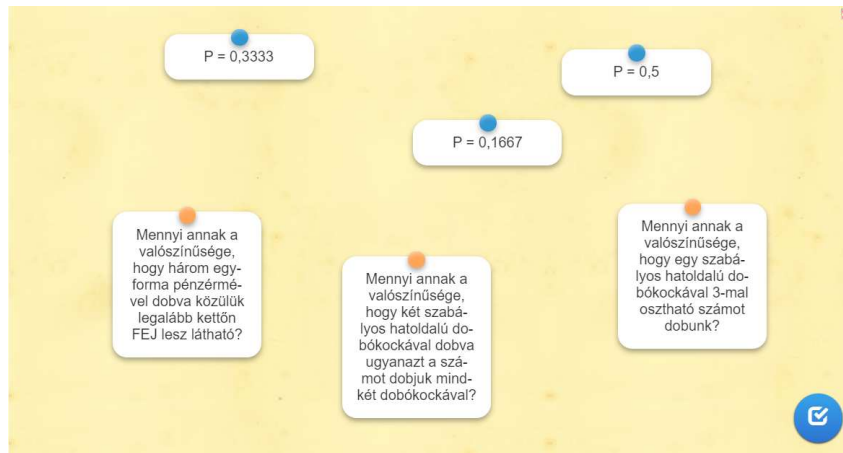 P = 0,3333
P = 0,5
P = 0,1667
Mennyi annak a
valószínűsége,
hogy három egy-
forma pénzérmé-
vel dobva közülük
legalább kettőn
FEJ lesz látható?
Mennyi annak a
valószínűsége,
hogy két szabá-
lyos hatoldalú do-
bókockával dobva
ugyanazt a szá-
mot dobjuk mind-
két dobókockával?
Mennyi annak a
valószínűsége,
hogy egy szabá-
lyos hatoldalú do-
bókockával 3-mal
osztható számot
dobunk?